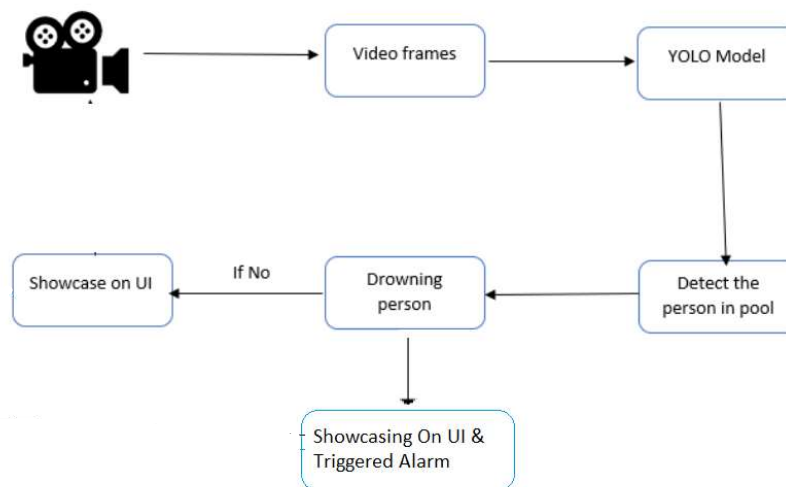 Video frames
YOLO Model
Detect the
person in pool
Drowning
person
If No
Showcase on UI
Showcasing On UI &
Triggered Alarm